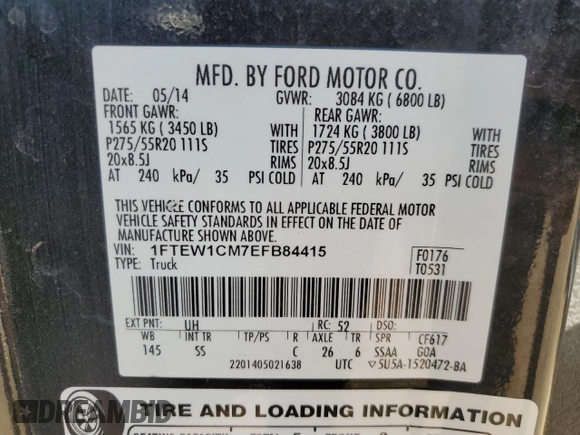 MFD. BY FORD MOTOR CO.
DATE: 05/14 GVWR: 3084 KG ( 6800 LB)
FRONT GAWR: REAR GAWR:
1565 KG ( 3450 LB) WITH 1724 KG ( 3800 LB) WITH
P275/55R20 111S TIRES P275/55R20 111S TIRES
20x8.5J RIMS 20x8.5J RIMS
AT 240 kPa/ 35 PSI COLD AT 240 kPa/ 35 PSI COLD
THIS VEHICLE CONFORMS TO ALL APPLICABLE FEDERAL MOTOR
VEHICLE SAFETY STANDARDS IN EFFECT ON THE DATE OF
MANUFACTURE SHOWN ABOVE.
VIN: 1FTEW1CM7EFB84415 F0176
TYPE: Truck T0531
EXT PNT: UH RC: 52 DSO:
WB INT TR TP/PS R AXLE TR SPR CF617
145 SS C 26 6 SSAA GOA
2201405021638 UTC ▽5U5A-1520472-BA
TIRE AND LOADING INFORMATION
DREAMBID